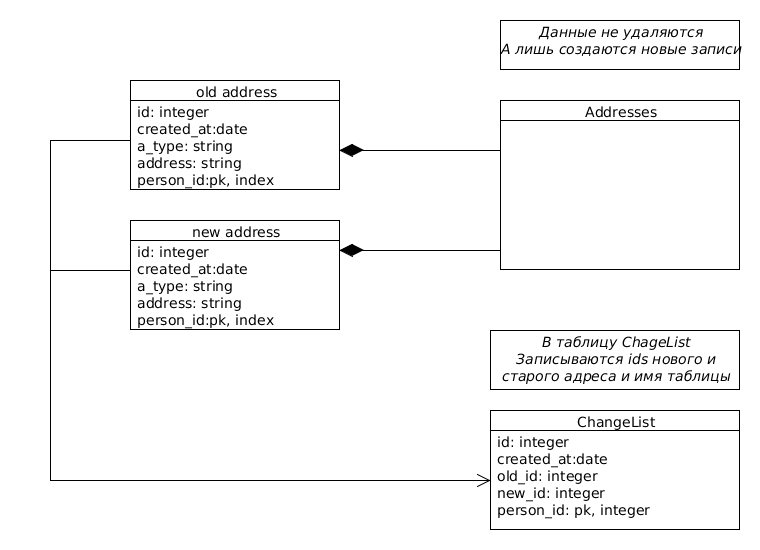 Данные не удаляются
А лишь создаются новые записи
old address
id: integer
created_at:date
a_type: string
address: string
person_id:pk, index
Addresses
new address
id: integer
created_at:date
a_type: string
address: string
person_id:pk, index
В таблицу ChageList
Записываются ids нового и
старого адреса и имя таблицы
ChangeList
id: integer
created_at:date
old_id: integer
new_id: integer
person_id: pk, integer